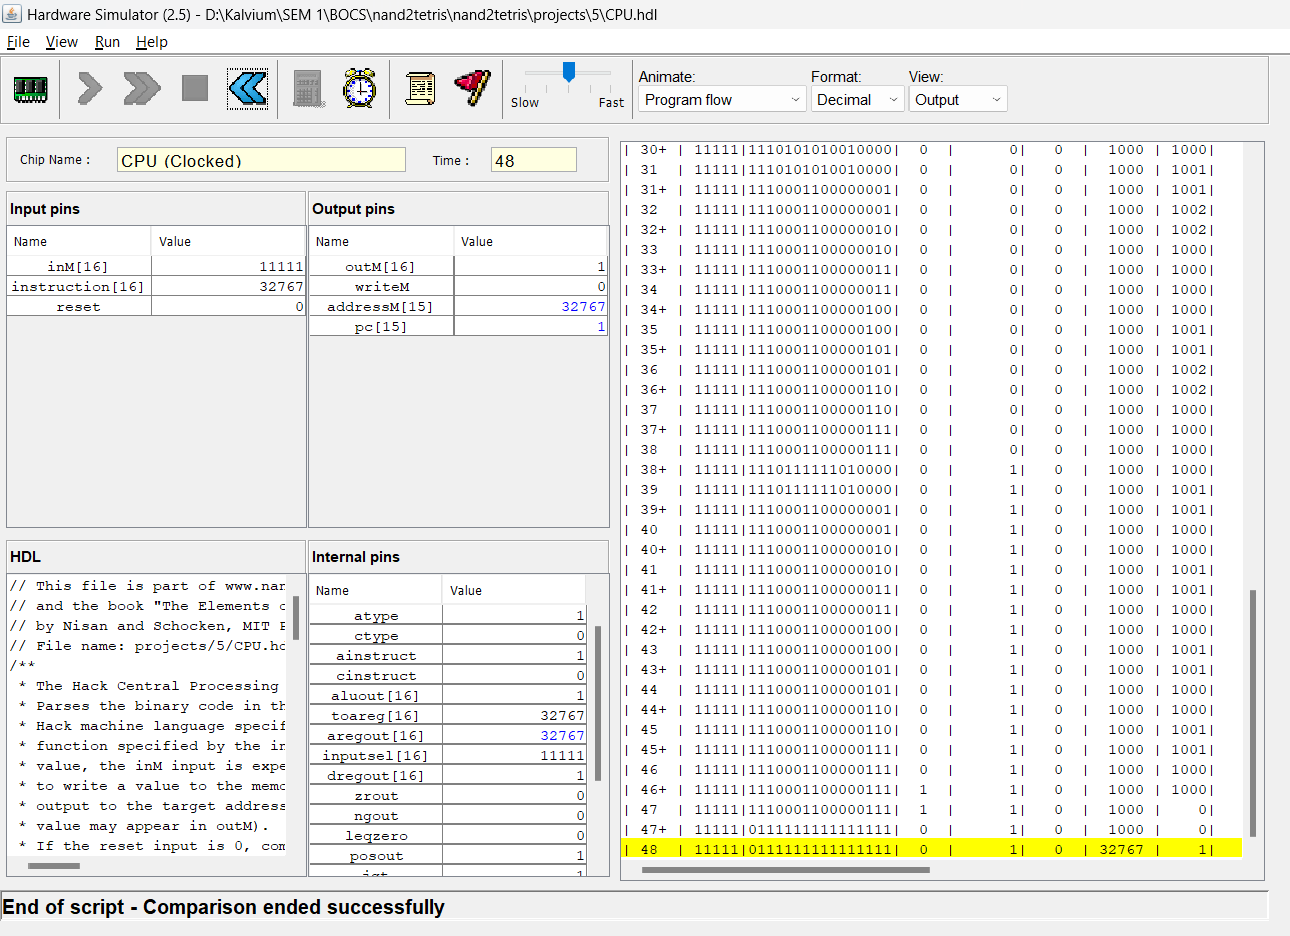 Hardware Simulator (2.5) - D:\Kalvium\SEM 1\BOCS\nand2tetris\nand2tetris\projects\5\CPU.hdl
File View Run Help
Slow Fast
Animate: Format: View:
Program flow Decimal Output
Chip Name : CPU (Clocked) Time : 48
Input pins
Name Value
inM[16] 11111
instruction[16] 32767
reset 0
Output pins
Name Value
outM[16] 1
writeM 0
addressM[15] 32767
pc[15] 1
HDL
// This file is part of www.nan
// and the book "The Elements o
// by Nisan and Schocken, MIT P
// File name: projects/5/CPU.hd
/**
* The Hack Central Processing
* Parses the binary code in th
* Hack machine language specif
* function specified by the in
* value, the inM input is expe
* to write a value to the memo
* output to the target address
* value may appear in outM).
* If the reset input is 0, com
Internal pins
Name Value
atype 1
ctype 0
ainstruct 1
cinstruct 0
aluout[16] 1
toareg[16] 32767
aregout[16] 32767
inputsel[16] 11111
dregout[16] 1
zrout 0
ngout 0
leqzero 0
posout 1
| 30+ | 11111|1110101010010000| 0 | 0| 0 | 1000 | 1000|
| 31 | 11111|1110101010010000| 0 | 0| 0 | 1000 | 1001|
| 31+ | 11111|1110001100000001| 0 | 0| 0 | 1000 | 1001|
| 32 | 11111|1110001100000001| 0 | 0| 0 | 1000 | 1002|
| 32+ | 11111|1110001100000010| 0 | 0| 0 | 1000 | 1002|
| 33 | 11111|1110001100000010| 0 | 0| 0 | 1000 | 1000|
| 33+ | 11111|1110001100000011| 0 | 0| 0 | 1000 | 1000|
| 34 | 11111|1110001100000011| 0 | 0| 0 | 1000 | 1000|
| 34+ | 11111|1110001100000100| 0 | 0| 0 | 1000 | 1000|
| 35 | 11111|1110001100000100| 0 | 0| 0 | 1000 | 1001|
| 35+ | 11111|1110001100000101| 0 | 0| 0 | 1000 | 1001|
| 36 | 11111|1110001100000101| 0 | 0| 0 | 1000 | 1002|
| 36+ | 11111|1110001100000110| 0 | 0| 0 | 1000 | 1002|
| 37 | 11111|1110001100000110| 0 | 0| 0 | 1000 | 1000|
| 37+ | 11111|1110001100000111| 0 | 0| 0 | 1000 | 1000|
| 38 | 11111|1110001100000111| 0 | 0| 0 | 1000 | 1000|
| 38+ | 11111|1110111111010000| 0 | 1| 0 | 1000 | 1000|
| 39 | 11111|1110111111010000| 0 | 1| 0 | 1000 | 1001|
| 39+ | 11111|1110001100000001| 0 | 1| 0 | 1000 | 1001|
| 40 | 11111|1110001100000001| 0 | 1| 0 | 1000 | 1000|
| 40+ | 11111|1110001100000010| 0 | 1| 0 | 1000 | 1000|
| 41 | 11111|1110001100000010| 0 | 1| 0 | 1000 | 1001|
| 41+ | 11111|1110001100000011| 0 | 1| 0 | 1000 | 1001|
| 42 | 11111|1110001100000011| 0 | 1| 0 | 1000 | 1000|
| 42+ | 11111|1110001100000100| 0 | 1| 0 | 1000 | 1000|
| 43 | 11111|1110001100000100| 0 | 1| 0 | 1000 | 1001|
| 43+ | 11111|1110001100000101| 0 | 1| 0 | 1000 | 1001|
| 44 | 11111|1110001100000101| 0 | 1| 0 | 1000 | 1000|
| 44+ | 11111|1110001100000110| 0 | 1| 0 | 1000 | 1000|
| 45 | 11111|1110001100000110| 0 | 1| 0 | 1000 | 1001|
| 45+ | 11111|1110001100000111| 0 | 1| 0 | 1000 | 1001|
| 46 | 11111|1110001100000111| 0 | 1| 0 | 1000 | 1000|
| 46+ | 11111|1110001100000111| 1 | 1| 0 | 1000 | 1000|
| 47 | 11111|1110001100000111| 1 | 1| 0 | 1000 | 0|
| 47+ | 11111|0111111111111111| 0 | 1| 0 | 1000 | 0|
| 48 | 11111|0111111111111111| 0 | 1| 0 | 32767 | 1|
End of script - Comparison ended successfully